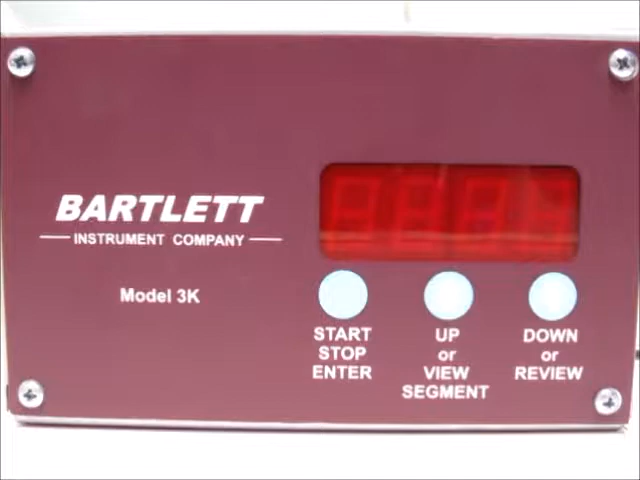 BARTLETT
INSTRUMENT COMPANY
Model 3K
START
STOP
ENTER
UP
or
VIEW
SEGMENT
DOWN
or
REVIEW